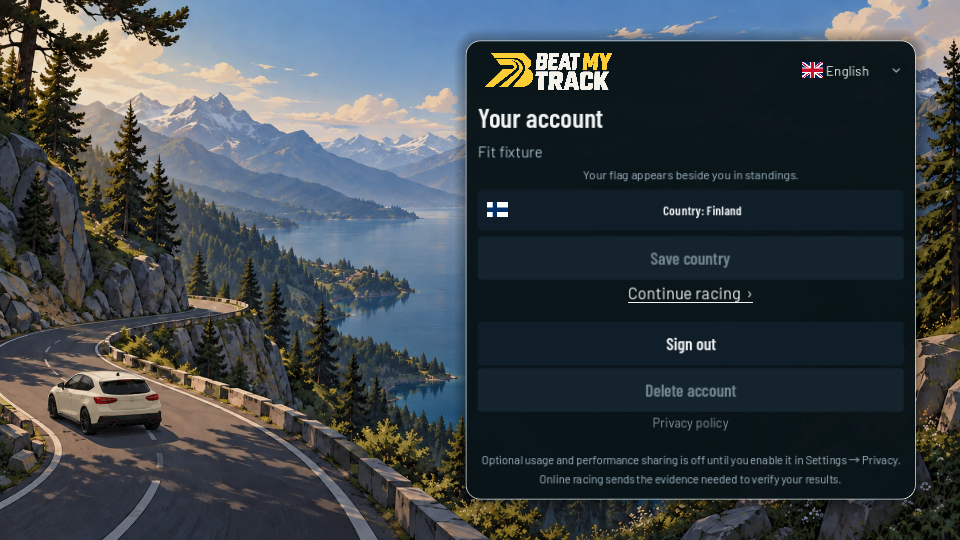 BEAT MY
TRACK
English
Your account
Fit fixture
Your flag appears beside you in standings.
Country: Finland
Save country
Continue racing ›
Sign out
Delete account
Privacy policy
Optional usage and performance sharing is off until you enable it in Settings → Privacy.
Online racing sends the evidence needed to verify your results.